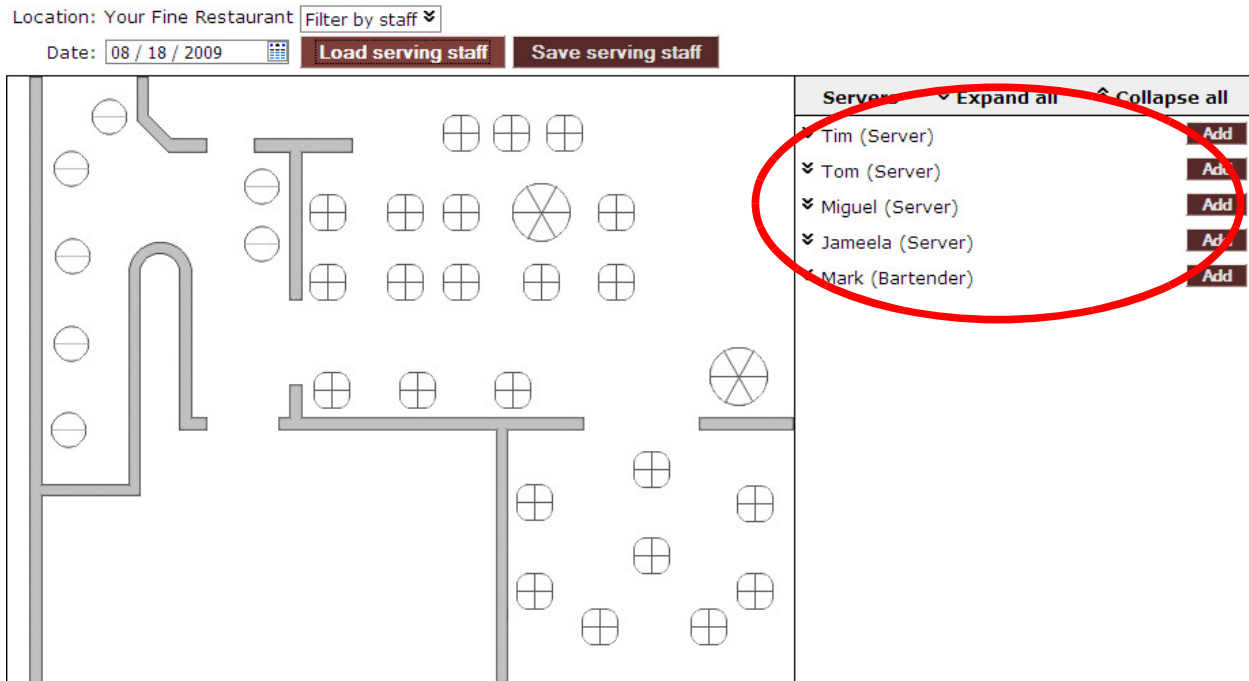 Location: Your Fine Restaurant Filter by staff
Date: 08 / 18 / 2009 Load serving staff Save serving staff
Servers Expand all Collapse all
Tim (Server) Add
Tom (Server) Add
Miguel (Server) Add
Jameela (Server) Add
Mark (Bartender) Add